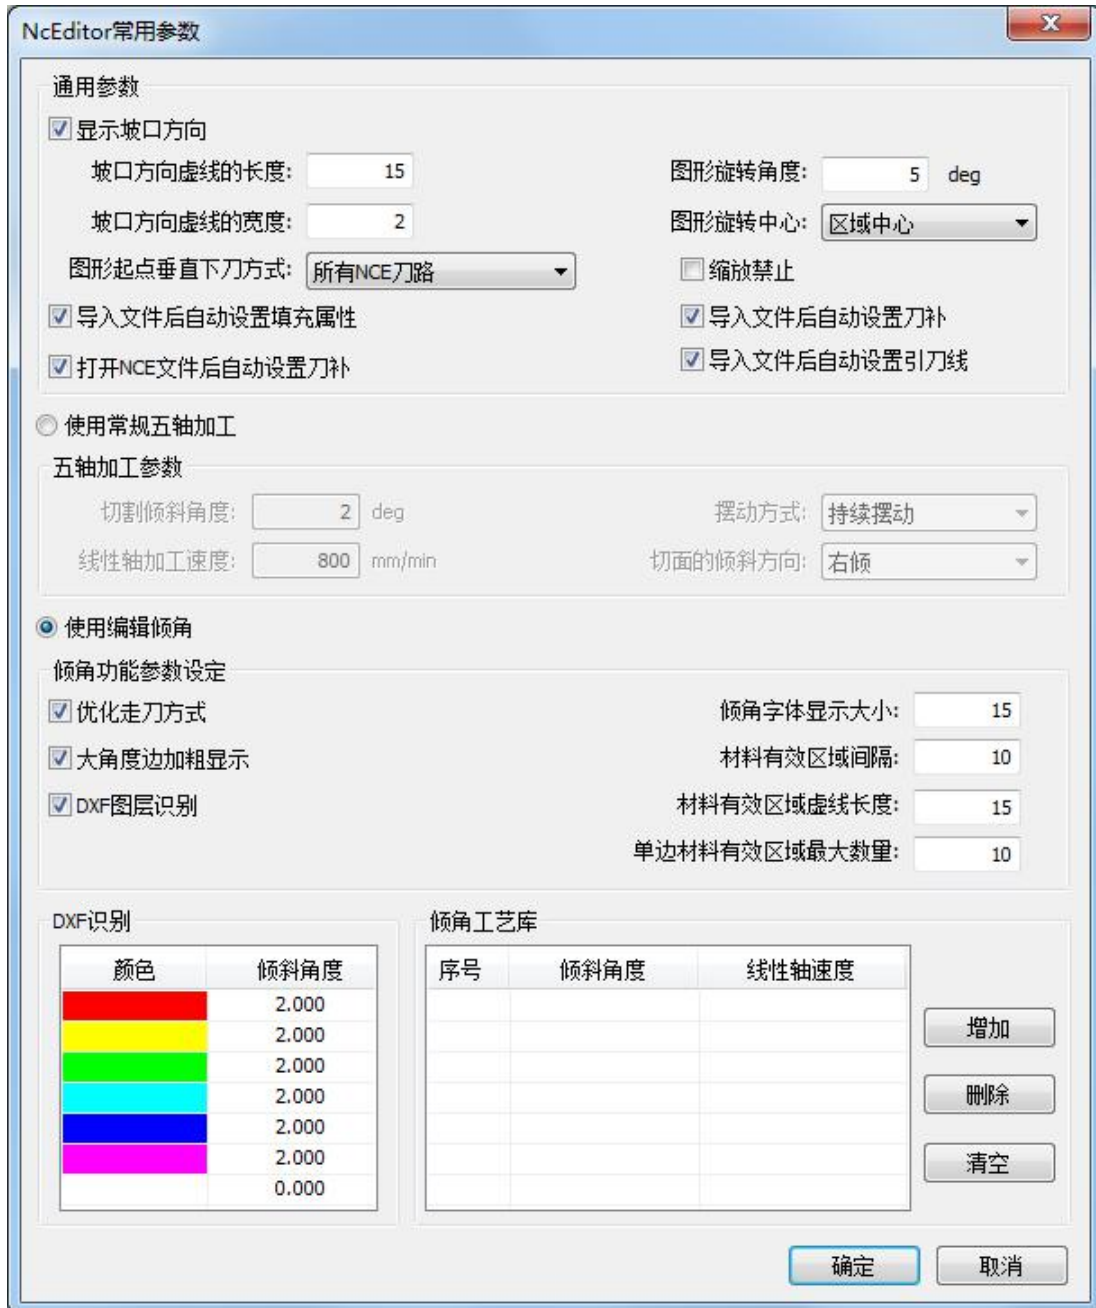 NcEditor常用参数
通用参数
显示坡口方向
坡口方向虚线的长度: 15 图形旋转角度: 5 deg
坡口方向虚线的宽度: 2 图形旋转中心: 区域中心
图形起点垂直下刀方式: 所有NCE刀路 缩放禁止
导入文件后自动设置填充属性 导入文件后自动设置刀补
打开NCE文件后自动设置刀补 导入文件后自动设置引刀线
使用常规五轴加工
五轴加工参数
切割倾斜角度: 2 deg 摆动方式: 持续摆动
线性轴加工速度: 800 mm/min 切面的倾斜方向: 右倾
使用编辑倾角
倾角功能参数设定
优化走刀方式 倾角字体显示大小: 15
大角度边加粗显示 材料有效区域间隔: 10
DXF图层识别 材料有效区域虚线长度: 15
单边材料有效区域最大数量: 10
DXF识别 倾角工艺库
颜色 倾斜角度 序号 倾斜角度 线性轴速度
2.000
2.000
2.000
2.000
2.000
2.000
0.000
增加
删除
清空
确定 取消